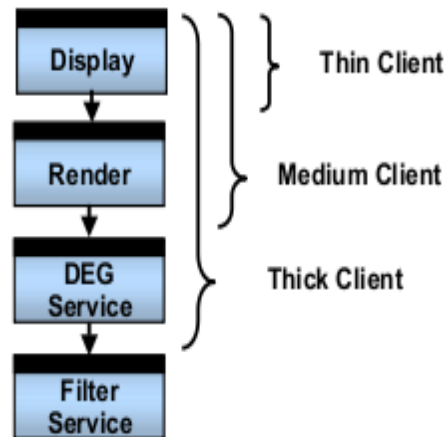 Display
Thin Client
Render
Medium Client
DEG
Service
Thick Client
Filter
Service